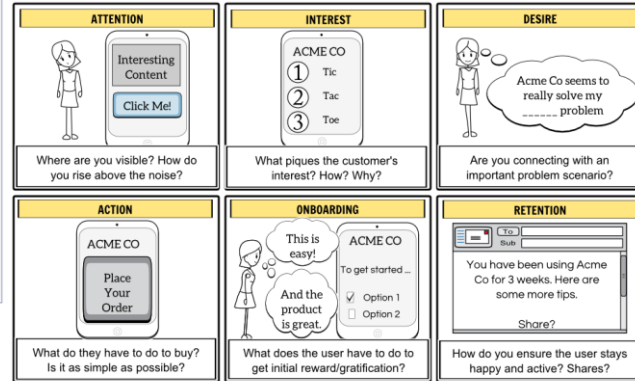 ATTENTION
Interesting
Content
Click Me!
Where are you visible? How do
you rise above the noise?
INTEREST
ACME CO
1 Tic
2 Tac
3 Toe
What piques the customer's
interest? How? Why?
DESIRE
Acme Co seems to
really solve my
______ problem
Are you connecting with an
important problem scenario?
ACTION
ACME CO
Place
Your
Order
What do they have to do to buy?
Is it as simple as possible?
ONBOARDING
This is
easy!
And the
product
is great.
ACME CO
To get started ...
Option 1
Option 2
What does the user have to do to
get initial reward/gratification?
RETENTION
To
Sub
You have been using Acme
Co for 3 weeks. Here are
some more tips.
Share?
How do you ensure the user stays
happy and active? Shares?